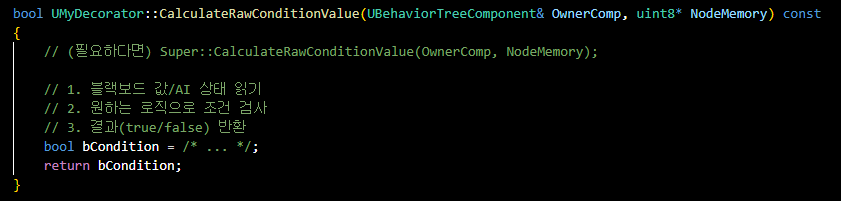 bool UMyDecorator::CalculateRawConditionValue(UBehaviorTreeComponent& OwnerComp, uint8* NodeMemory) const
{
// (필요하다면) Super::CalculateRawConditionValue(OwnerComp, NodeMemory);
// 1. 블랙보드 값/AI 상태 읽기
// 2. 원하는 로직으로 조건 검사
// 3. 결과(true/false) 반환
bool bCondition = /* ... */;
return bCondition;
}